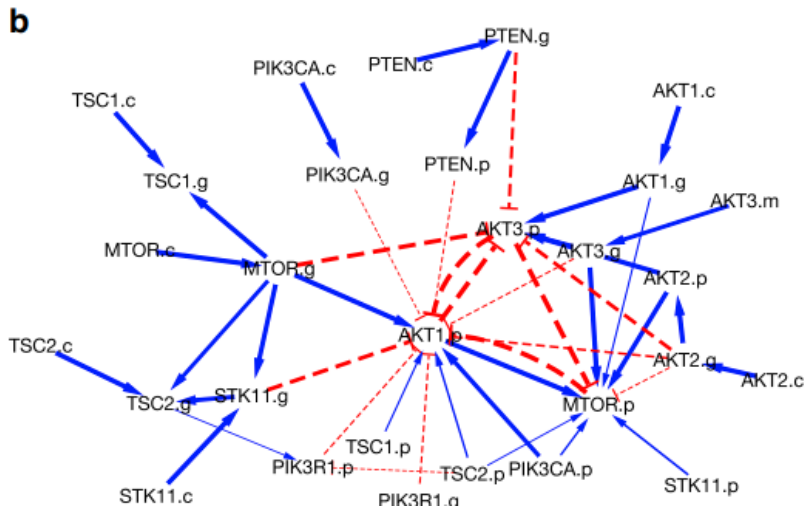 b
PTEN.g
PTEN.c
PIK3CA.c
TSC1.c
AKT1.c
PTEN.p
PIK3CA.g
TSC1.g
AKT1.g
AKT3.m
AKT3.p
MTOR.c
AKT3.g
MTOR.g
AKT2.p
AKT1.p
TSC2.c
AKT2.g
AKT2.c
STK11.g
TSC2.g
MTOR.p
TSC1.p
PIK3R1.p
TSC2.p
PIK3CA.p
STK11.p
STK11.c
PIK3R1.g